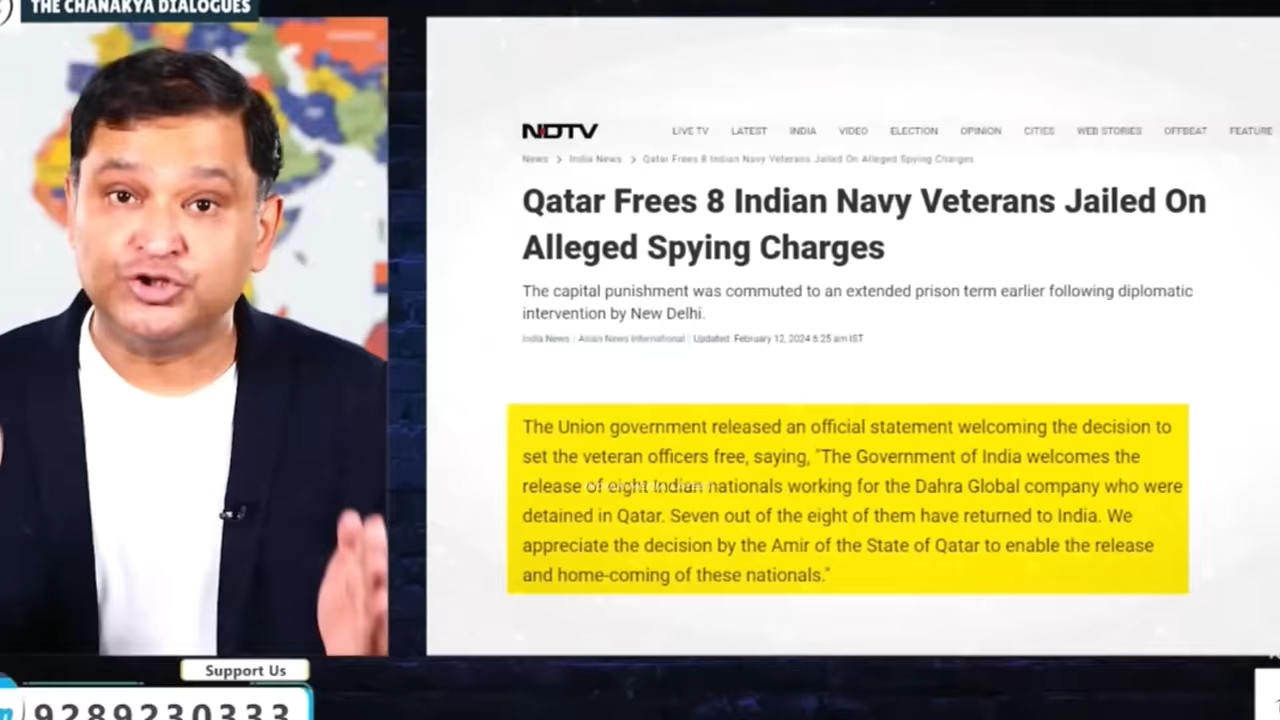 THE CHANAKYA DIALOGUES
NDTV
LIVE TV LATEST INDIA VIDEO ELECTION OPINION CITIES WEB STORIES OFFBEAT FEATURE
News > India News > Qatar Frees 8 Indian Navy Veterans Jailed On Alleged Spying Charges
Qatar Frees 8 Indian Navy Veterans Jailed On
Alleged Spying Charges
The capital punishment was commuted to an extended prison term earlier following diplomatic
intervention by New Delhi.
India News | Asian News International | Updated: February 12, 2024 6:25 am IST
The Union government released an official statement welcoming the decision to
set the veteran officers free, saying, "The Government of India welcomes the
release of eight Indian nationals working for the Dahra Global company who were
detained in Qatar. Seven out of the eight of them have returned to India. We
appreciate the decision by the Amir of the State of Qatar to enable the release
and home-coming of these nationals."
Support Us
9289230333